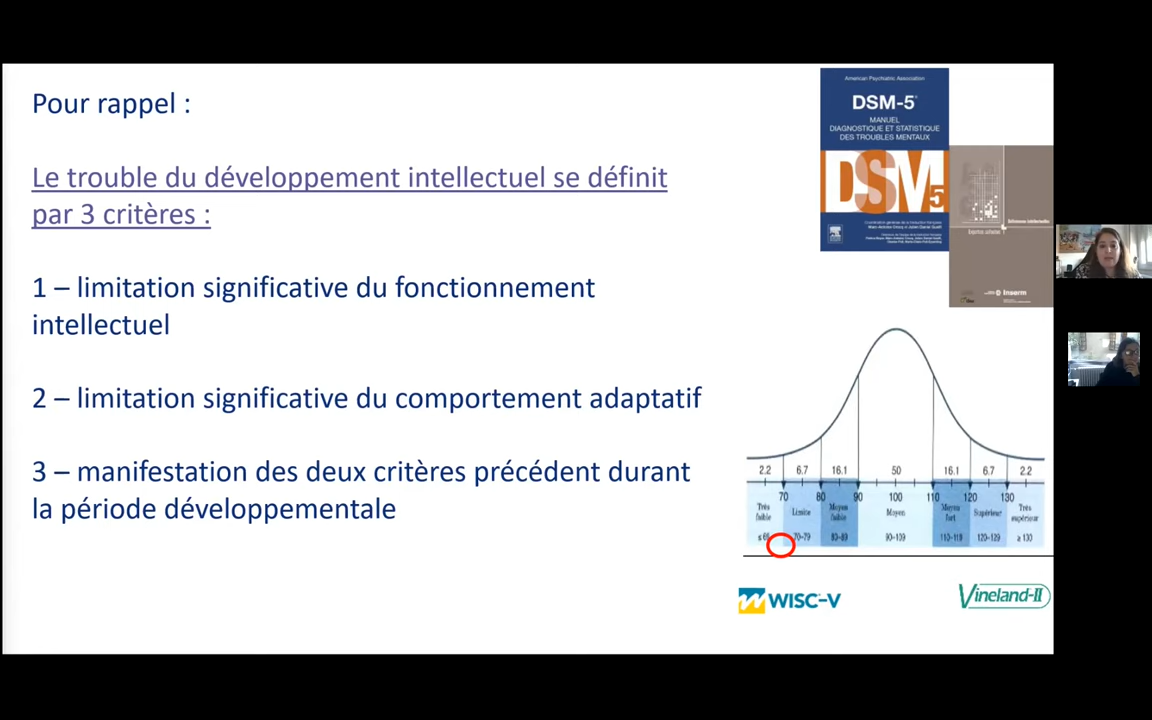 Pour rappel :
Le trouble du développement intellectuel se définit
par 3 critères :
1 – limitation significative du fonctionnement
intellectuel
2 – limitation significative du comportement adaptatif
3 – manifestation des deux critères précédent durant
la période développementale
American Psychiatric Association
DSM-5
MANUEL
DIAGNOSTIQUE ET STATISTIQUE
DES TROUBLES MENTAUX
DSM
5
Inserm
2.2 6.7 16.1 50 16.1 6.7 2.2
70 80 90 100 110 120 130
Très faible Limite Moyen faible Moyen Moyen fort Supérieur Très supérieur
70–79 80–89 90–109 110–119 120–129 ≥ 130
WISC–V
Vineland-II